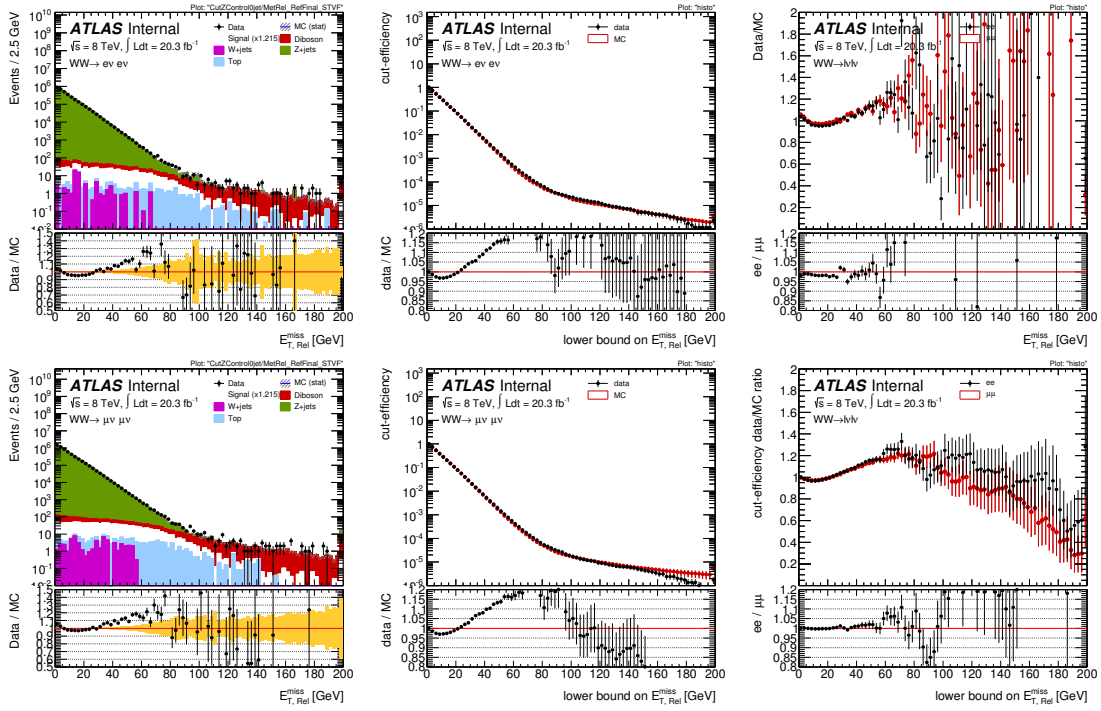 Plot: "CutZControl0jet/MetRel_RefFinal_STVF"
ATLAS Internal
√s = 8 TeV, ∫ Ldt = 20.3 fb⁻¹
WW→ eν eν
Data
MC (stat)
Signal (x1.215)
Diboson
W+jets
Z+jets
Top
Events / 2.5 GeV
Data / MC
E_T, Rel^miss [GeV]
Plot: "histo"
ATLAS Internal
√s = 8 TeV, ∫ Ldt = 20.3 fb⁻¹
WW→ eν eν
data
MC
cut-efficiency
data / MC
lower bound on E_T, Rel^miss [GeV]
Plot: "histo"
ATLAS Internal
√s = 8 TeV, ∫ Ldt = 20.3 fb⁻¹
WW→lνlν
ee
μμ
Data/MC
ee / μμ
E_T, Rel^miss [GeV]
Plot: "CutZControl0jet/MetRel_RefFinal_STVF"
ATLAS Internal
√s = 8 TeV, ∫ Ldt = 20.3 fb⁻¹
WW→ μν μν
Data
MC (stat)
Signal (x1.215)
Diboson
W+jets
Z+jets
Top
Events / 2.5 GeV
Data / MC
E_T, Rel^miss [GeV]
Plot: "histo"
ATLAS Internal
√s = 8 TeV, ∫ Ldt = 20.3 fb⁻¹
WW→ μν μν
data
MC
cut-efficiency
data / MC
lower bound on E_T, Rel^miss [GeV]
Plot: "histo"
ATLAS Internal
√s = 8 TeV, ∫ Ldt = 20.3 fb⁻¹
WW→lνlν
ee
μμ
cut-efficiency data/MC ratio
ee / μμ
lower bound on E_T, Rel^miss [GeV]